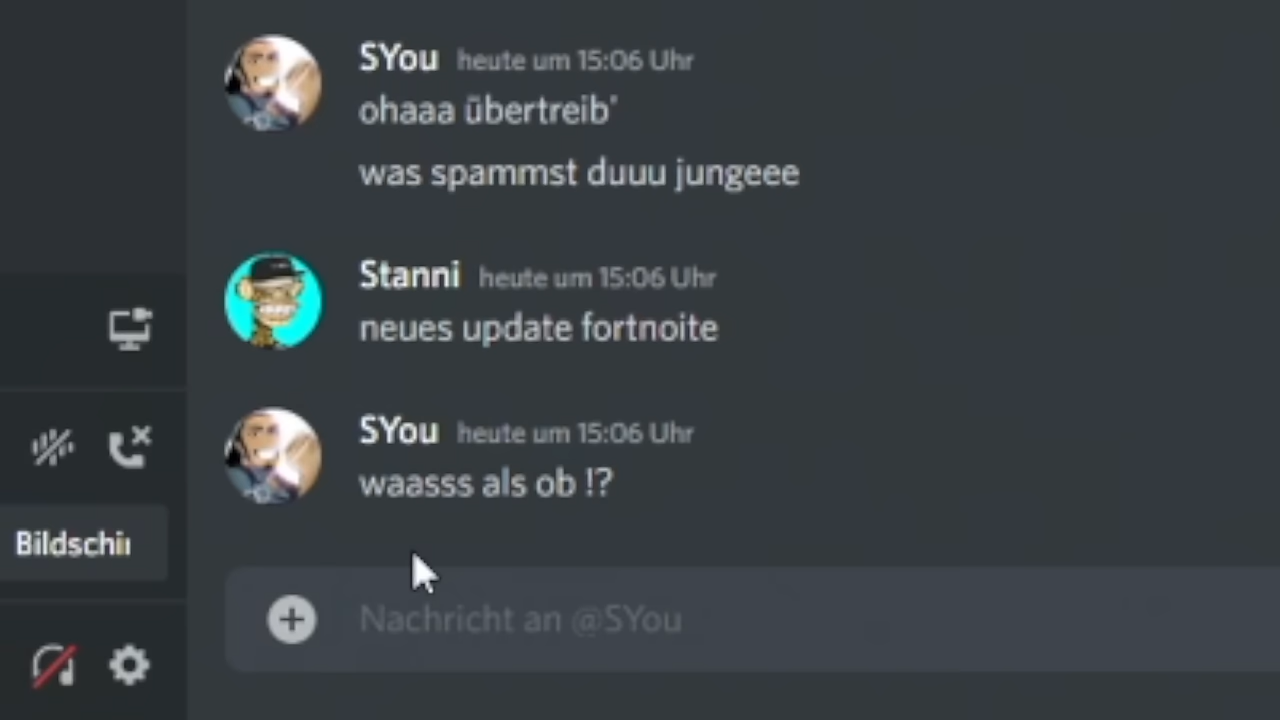 SYou heute um 15:06 Uhr
ohaaa übertreib'
was spammst duuu jungeee
Stanni heute um 15:06 Uhr
neues update fortnoite
SYou heute um 15:06 Uhr
waasss als ob !?
Bildschir
Nachricht an @SYou